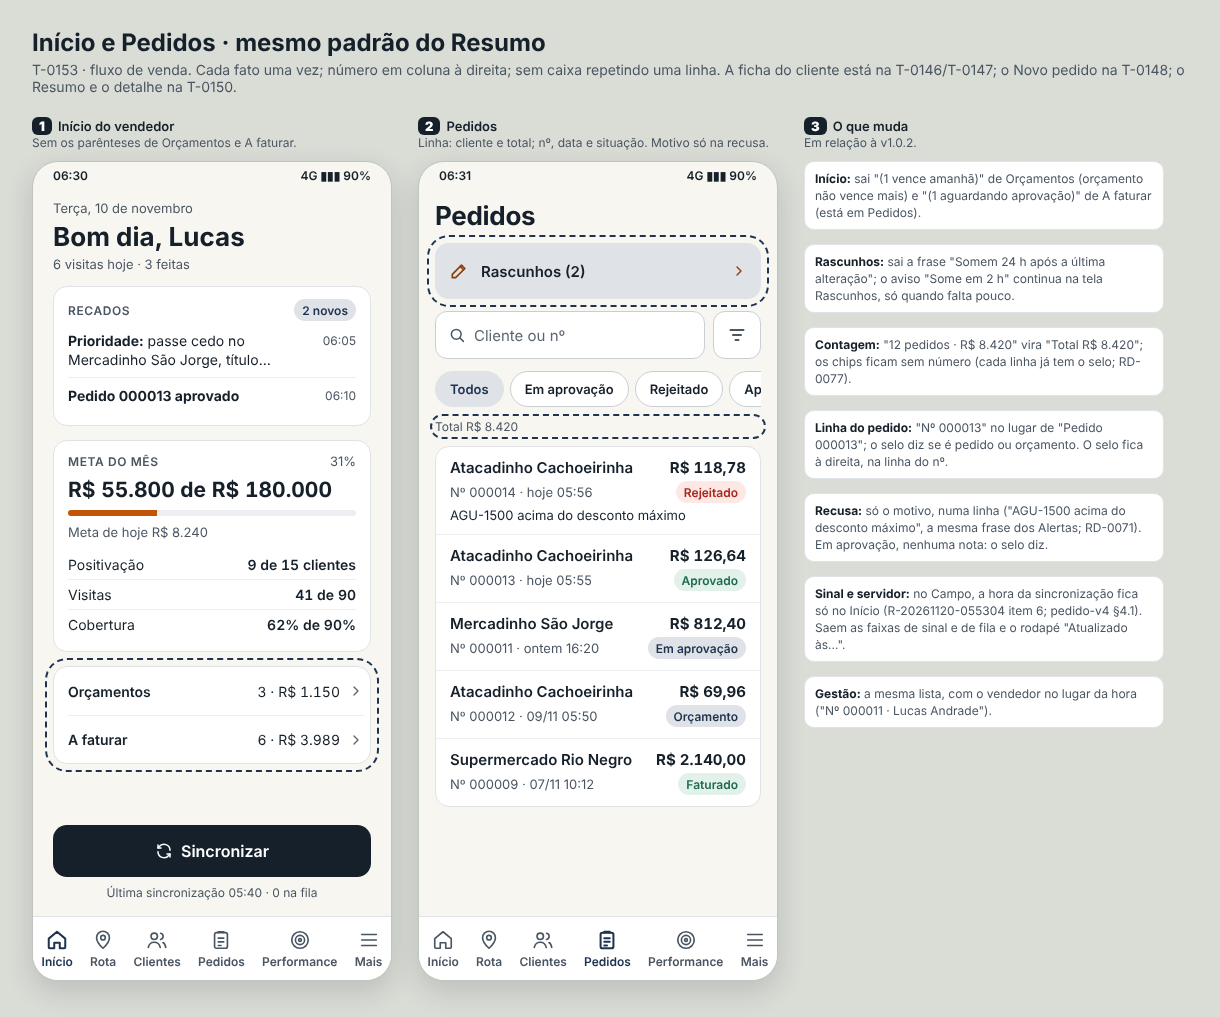 Início e Pedidos · mesmo padrão do Resumo
T-0153 · fluxo de venda. Cada fato uma vez; número em coluna à direita; sem caixa repetindo uma linha. A ficha do cliente está na T-0146/T-0147; o Novo pedido na T-0148; o
Resumo e o detalhe na T-0150.
1 Início do vendedor
Sem os parênteses de Orçamentos e A faturar.
06:30 4G 90%
Terça, 10 de novembro
Bom dia, Lucas
6 visitas hoje · 3 feitas
RECADOS 2 novos
Prioridade: passe cedo no 06:05
Mercadinho São Jorge, título...
Pedido 000013 aprovado 06:10
META DO MÊS 31%
R$ 55.800 de R$ 180.000
Meta de hoje R$ 8.240
Positivação 9 de 15 clientes
Visitas 41 de 90
Cobertura 62% de 90%
Orçamentos 3 · R$ 1.150
A faturar 6 · R$ 3.989
Sincronizar
Última sincronização 05:40 · 0 na fila
Início Rota Clientes Pedidos Performance Mais
2 Pedidos
Linha: cliente e total; nº, data e situação. Motivo só na recusa.
06:31 4G 90%
Pedidos
Rascunhos (2)
Cliente ou nº
Todos Em aprovação Rejeitado Ap
Total R$ 8.420
Atacadinho Cachoeirinha R$ 118,78
Nº 000014 · hoje 05:56 Rejeitado
AGU-1500 acima do desconto máximo
Atacadinho Cachoeirinha R$ 126,64
Nº 000013 · hoje 05:55 Aprovado
Mercadinho São Jorge R$ 812,40
Nº 000011 · ontem 16:20 Em aprovação
Atacadinho Cachoeirinha R$ 69,96
Nº 000012 · 09/11 05:50 Orçamento
Supermercado Rio Negro R$ 2.140,00
Nº 000009 · 07/11 10:12 Faturado
Início Rota Clientes Pedidos Performance Mais
3 O que muda
Em relação à v1.0.2.
Início: sai "(1 vence amanhã)" de Orçamentos (orçamento
não vence mais) e "(1 aguardando aprovação)" de A faturar
(está em Pedidos).
Rascunhos: sai a frase "Somem 24 h após a última
alteração"; o aviso "Some em 2 h" continua na tela
Rascunhos, só quando falta pouco.
Contagem: "12 pedidos · R$ 8.420" vira "Total R$ 8.420";
os chips ficam sem número (cada linha já tem o selo; RD-
0077).
Linha do pedido: "Nº 000013" no lugar de "Pedido
000013"; o selo diz se é pedido ou orçamento. O selo fica
à direita, na linha do nº.
Recusa: só o motivo, numa linha ("AGU-1500 acima do
desconto máximo", a mesma frase dos Alertas; RD-0071).
Em aprovação, nenhuma nota: o selo diz.
Sinal e servidor: no Campo, a hora da sincronização fica
só no Início (R-20261120-055304 item 6; pedido-v4 §4.1).
Saem as faixas de sinal e de fila e o rodapé "Atualizado
às...".
Gestão: a mesma lista, com o vendedor no lugar da hora
("Nº 000011 · Lucas Andrade").